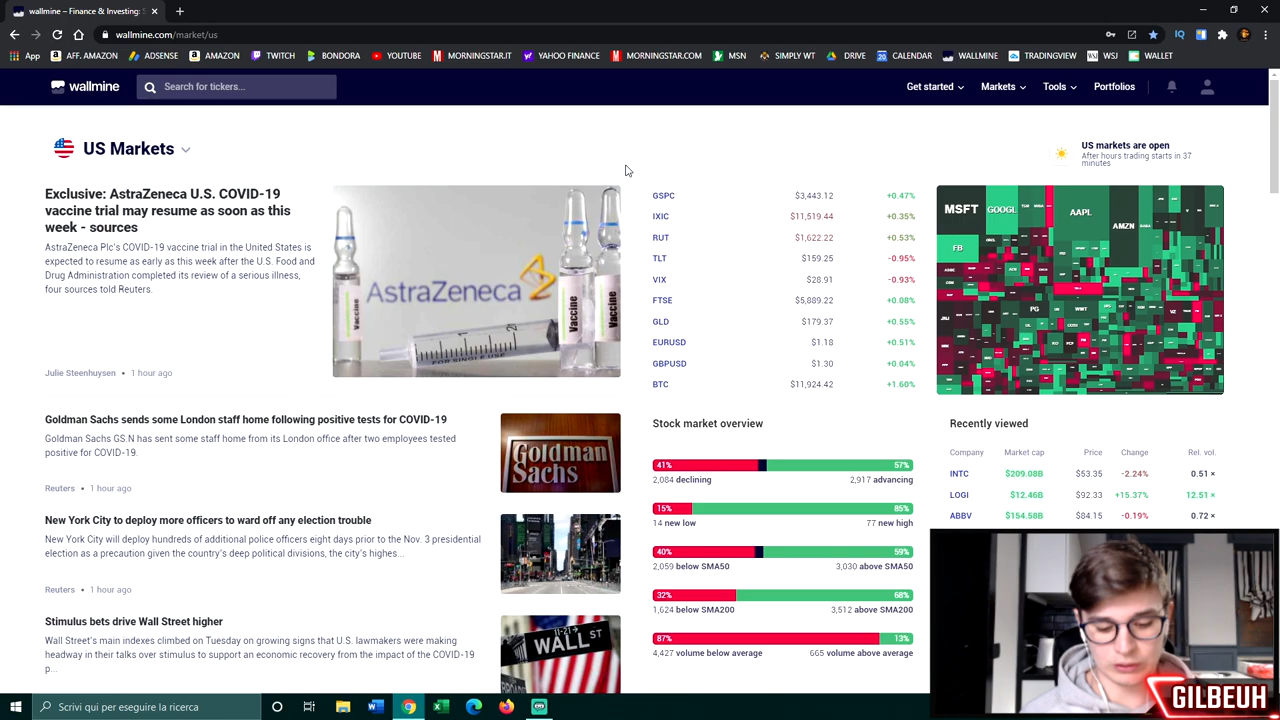 wallmine.com/market/us
App AFF. AMAZON ADSENSE AMAZON TWITCH BONDORA YOUTUBE MORNINGSTAR.IT YAHOO FINANCE MORNINGSTAR.COM MSN SIMPLY WT DRIVE CALENDAR WALLMINE TRADINGVIEW WSJ WALLET
wallmine
Search for tickers...
Get started Markets Tools Portfolios
US Markets
US markets are open
After hours trading starts in 37
minutes
Exclusive: AstraZeneca U.S. COVID-19
vaccine trial may resume as soon as this
week - sources
AstraZeneca Plc's COVID-19 vaccine trial in the United States is
expected to resume as early as this week after the U.S. Food and
Drug Administration completed its review of a serious illness,
four sources told Reuters.
Julie Steenhuysen • 1 hour ago
AstraZeneca
Vaccine
Vaccine
Goldman Sachs sends some London staff home following positive tests for COVID-19
Goldman Sachs GS.N has sent some staff home from its London office after two employees tested
positive for COVID-19.
Reuters • 1 hour ago
Goldman
Sachs
New York City to deploy more officers to ward off any election trouble
New York City will deploy hundreds of additional police officers eight days prior to the Nov. 3 presidential
election as a precaution given the country's deep political divisions, the city's highes...
Reuters • 1 hour ago
Stimulus bets drive Wall Street higher
Wall Street's main indexes climbed on Tuesday on growing signs that U.S. lawmakers were making
headway in their talks over stimulus to support an economic recovery from the impact of the COVID-19
p...
WALL ST
GSPC $3,443.12 +0.47%
IXIC $11,519.44 +0.35%
RUT $1,622.22 +0.53%
TLT $159.25 -0.95%
VIX $28.91 -0.93%
FTSE $5,889.22 +0.08%
GLD $179.37 +0.55%
EURUSD $1.18 +0.51%
GBPUSD $1.30 +0.04%
BTC $11,924.42 +1.60%
Stock market overview
41% 57%
2,084 declining 2,917 advancing
15% 85%
14 new low 77 new high
40% 59%
2,059 below SMA50 3,030 above SMA50
32% 68%
1,624 below SMA200 3,512 above SMA200
87% 13%
4,427 volume below average 665 volume above average
MSFT GOOGL AAPL AMZN
FB
PG WMT
Recently viewed
Company Market cap Price Change Rel. vol.
INTC $209.08B $53.35 -2.24% 0.51 ×
LOGI $12.46B $92.33 +15.37% 12.51 ×
ABBV $154.58B $84.15 -0.19% 0.72 ×
GILBEUH
Scrivi qui per eseguire la ricerca